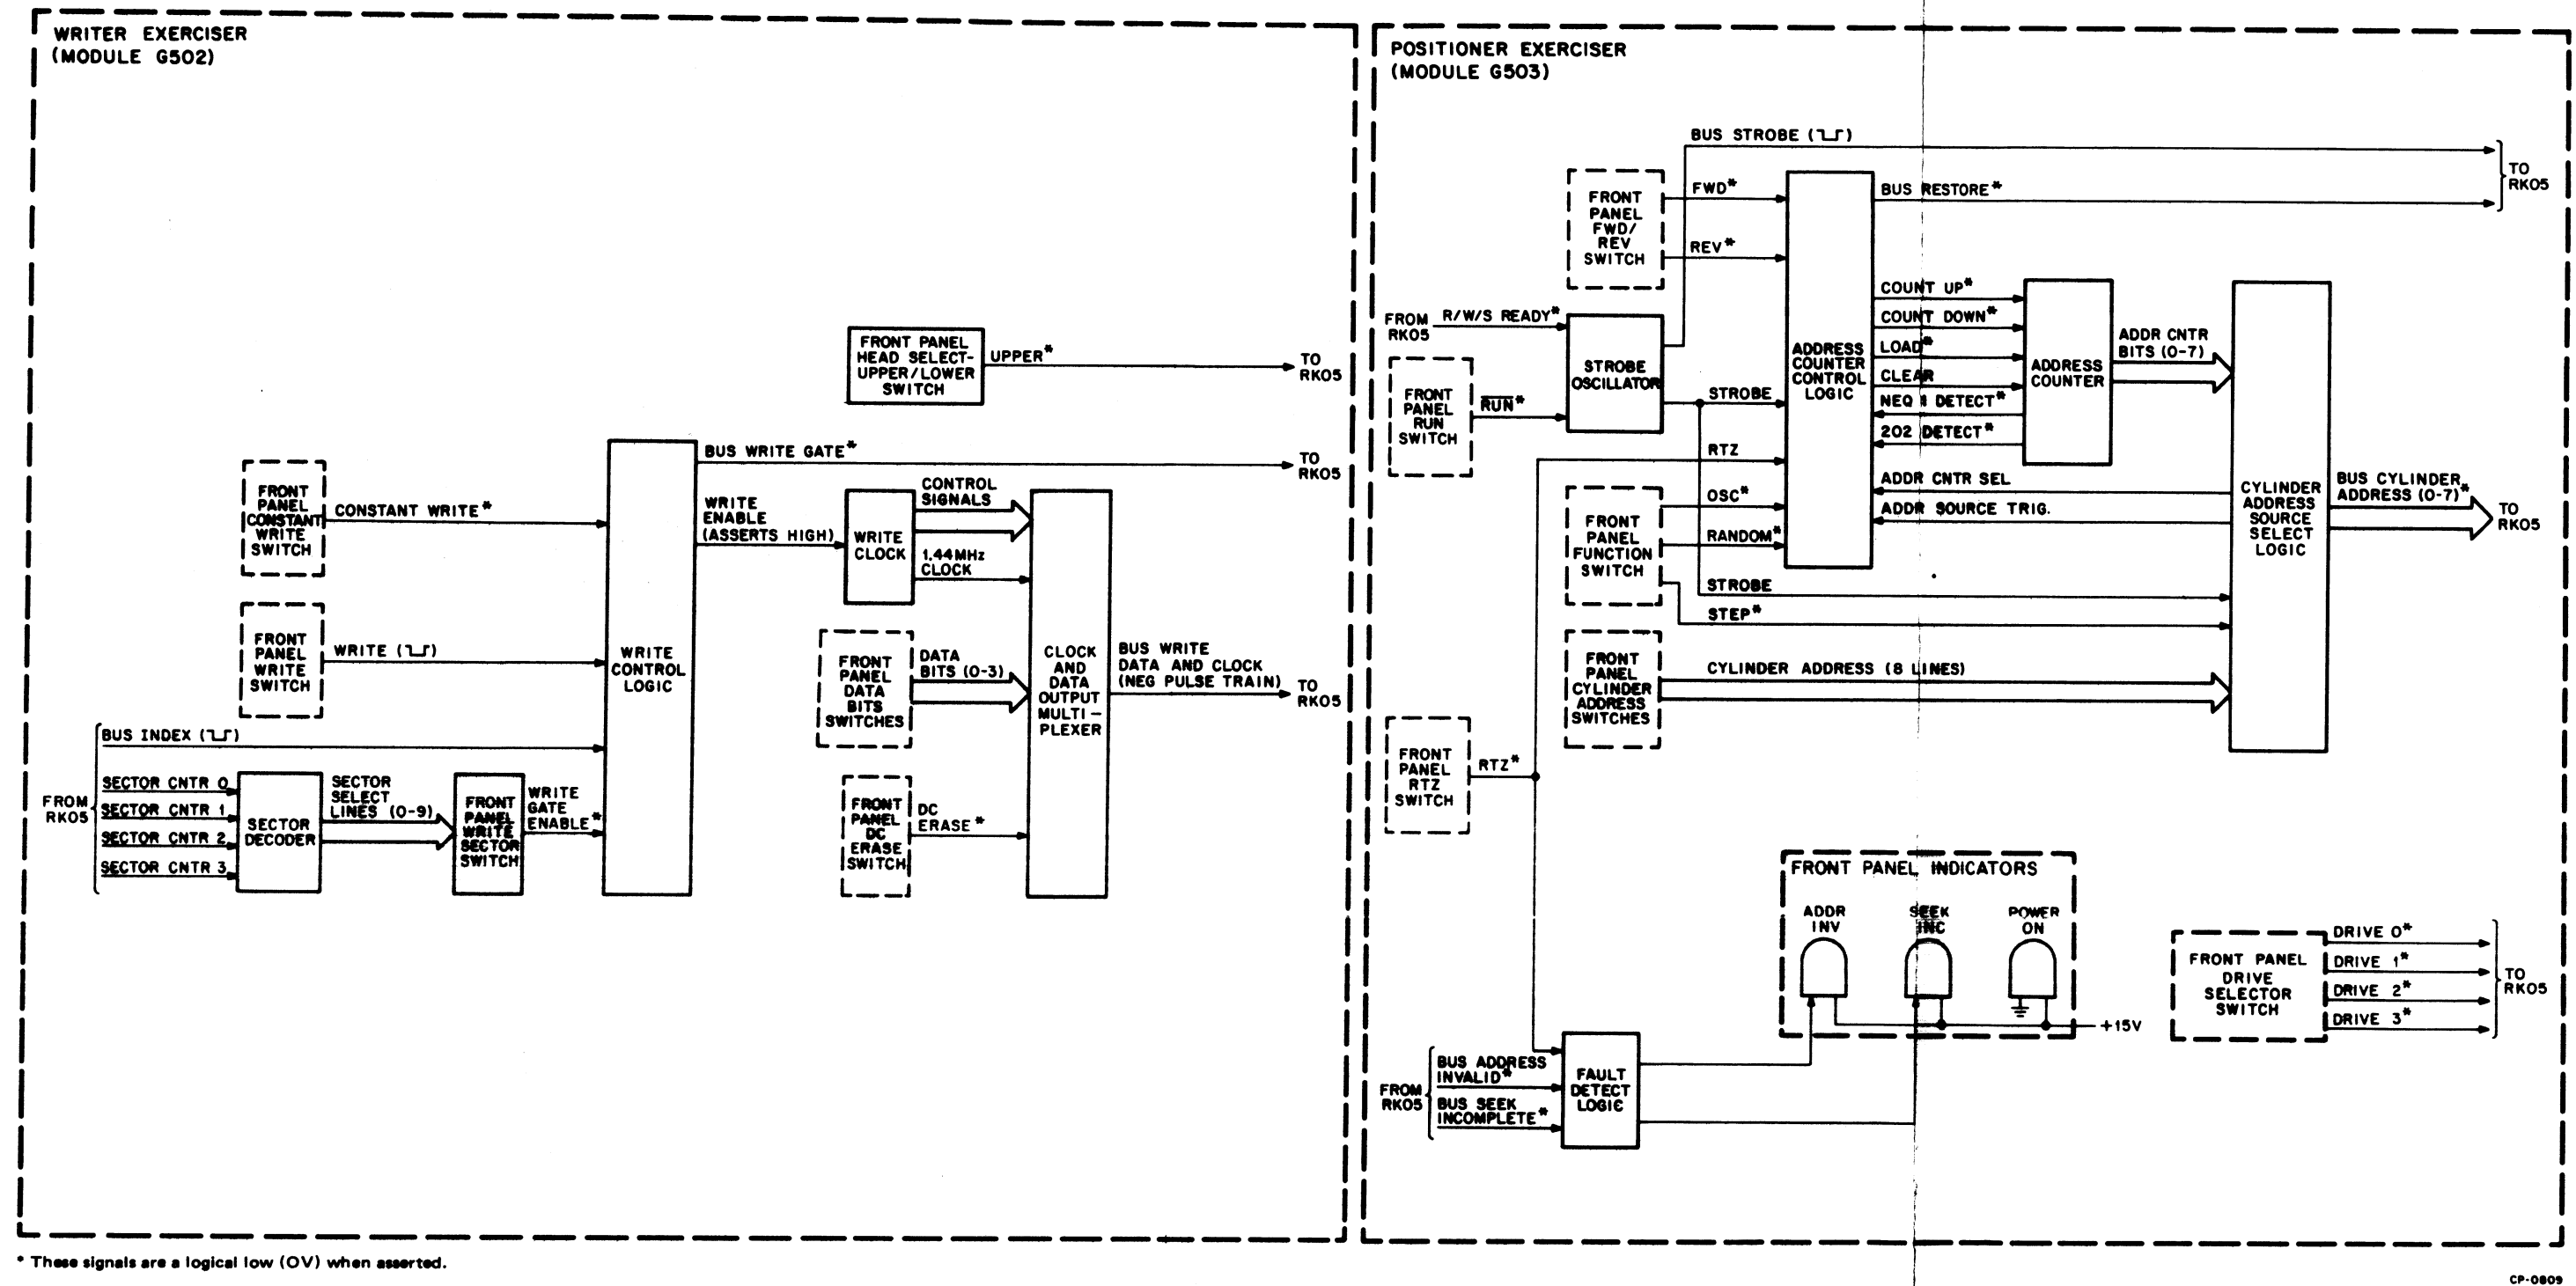 WRITER EXERCISER
(MODULE G502)
FRONT PANEL
HEAD SELECT-
UPPER/LOWER
SWITCH
UPPER*
TO
RK05
BUS WRITE GATE*
TO
RK05
FRONT
PANEL
CONSTANT
WRITE
SWITCH
CONSTANT WRITE*
WRITE
ENABLE
(ASSERTS HIGH)
WRITE
CLOCK
CONTROL
SIGNALS
1.44MHz
CLOCK
FRONT
PANEL
WRITE
SWITCH
WRITE ( )
WRITE
CONTROL
LOGIC
FRONT
PANEL
DATA
BITS
SWITCHES
DATA
BITS (0-3)
CLOCK
AND
DATA
OUTPUT
MULTI-
PLEXER
BUS WRITE
DATA AND CLOCK
(NEG PULSE TRAIN)
TO
RK05
BUS INDEX ( )
FROM
RK05
SECTOR CNTR 0
SECTOR CNTR 1
SECTOR CNTR 2
SECTOR CNTR 3
SECTOR
DECODER
SECTOR
SELECT
LINES (0-9)
FRONT
PANEL
WRITE
SECTOR
SWITCH
WRITE
GATE
ENABLE*
FRONT
PANEL
DC
ERASE
SWITCH
DC
ERASE*
POSITIONER EXERCISER
(MODULE G503)
BUS STROBE ( )
TO
RK05
FRONT
PANEL
FWD/
REV
SWITCH
FWD*
REV*
BUS RESTORE*
FROM
RK05
R/W/S READY*
STROBE
OSCILLATOR
FRONT
PANEL
RUN
SWITCH
RUN*
STROBE
RTZ
ADDRESS
COUNTER
CONTROL
LOGIC
COUNT UP*
COUNT DOWN*
LOAD*
CLEAR
NEQ 1 DETECT*
202 DETECT*
ADDRESS
COUNTER
ADDR CNTR
BITS (0-7)
ADDR CNTR SEL
ADDR SOURCE TRIG.
CYLINDER
ADDRESS
SOURCE
SELECT
LOGIC
BUS CYLINDER
ADDRESS (0-7)*
TO
RK05
FRONT
PANEL
FUNCTION
SWITCH
OSC*
RANDOM*
STROBE
STEP*
FRONT
PANEL
CYLINDER
ADDRESS
SWITCHES
CYLINDER ADDRESS (8 LINES)
FRONT
PANEL
RTZ
SWITCH
RTZ*
FRONT PANEL INDICATORS
ADDR
INV
SEEK
INC
POWER
ON
+15V
FRONT PANEL
DRIVE
SELECTOR
SWITCH
DRIVE 0*
DRIVE 1*
DRIVE 2*
DRIVE 3*
TO
RK05
FROM
RK05
BUS ADDRESS
INVALID*
BUS SEEK
INCOMPLETE*
FAULT
DETECT
LOGIC
* These signals are a logical low (0V) when asserted.
CP-0809